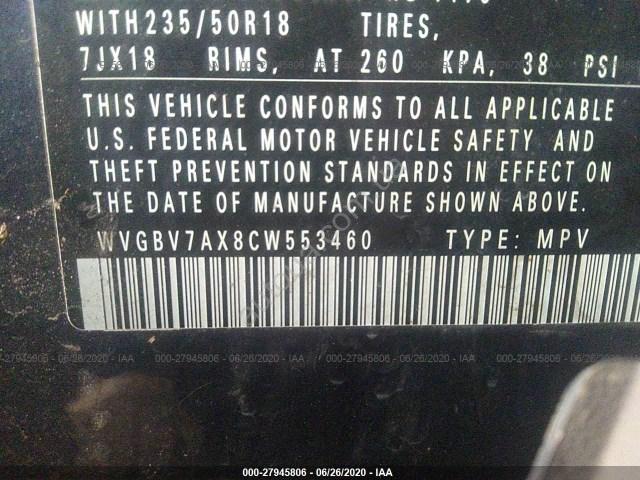 WITH235/50R18 TIRES,
7JX18 RIMS, AT 260 KPA, 38 PSI
THIS VEHICLE CONFORMS TO ALL APPLICABLE
U.S. FEDERAL MOTOR VEHICLE SAFETY AND
THEFT PREVENTION STANDARDS IN EFFECT ON
THE DATE OF MANUFACTURE SHOWN ABOVE.
WVGBV7AX8CW553460 TYPE: MPV
000-27945806 - 06/26/2020 - IAA